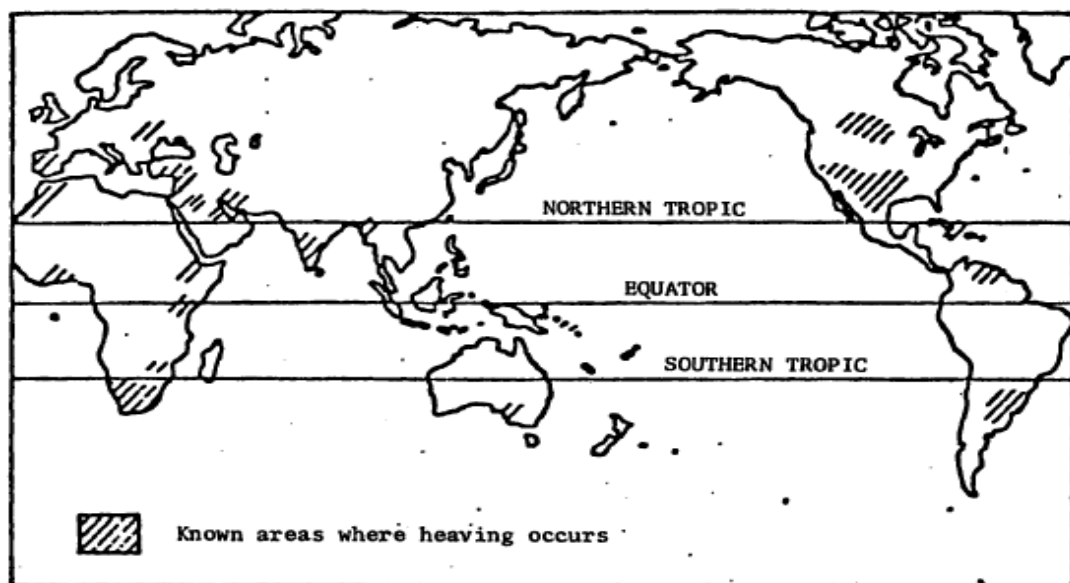 NORTHERN TROPIC
EQUATOR
SOUTHERN TROPIC
Known areas where heaving occurs